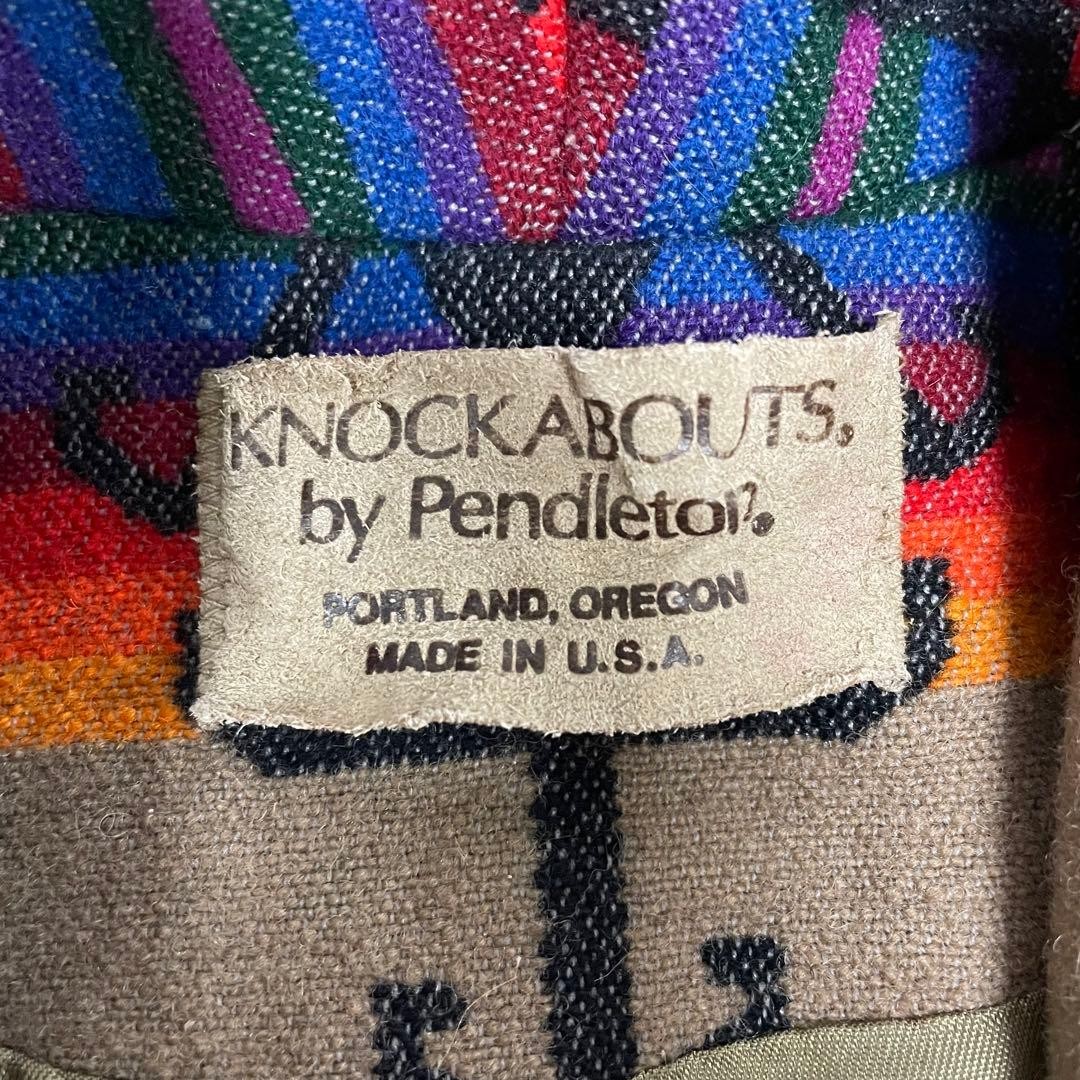 KNOCKABOUTS®
by Pendleton®
PORTLAND, OREGON
MADE IN U.S.A.